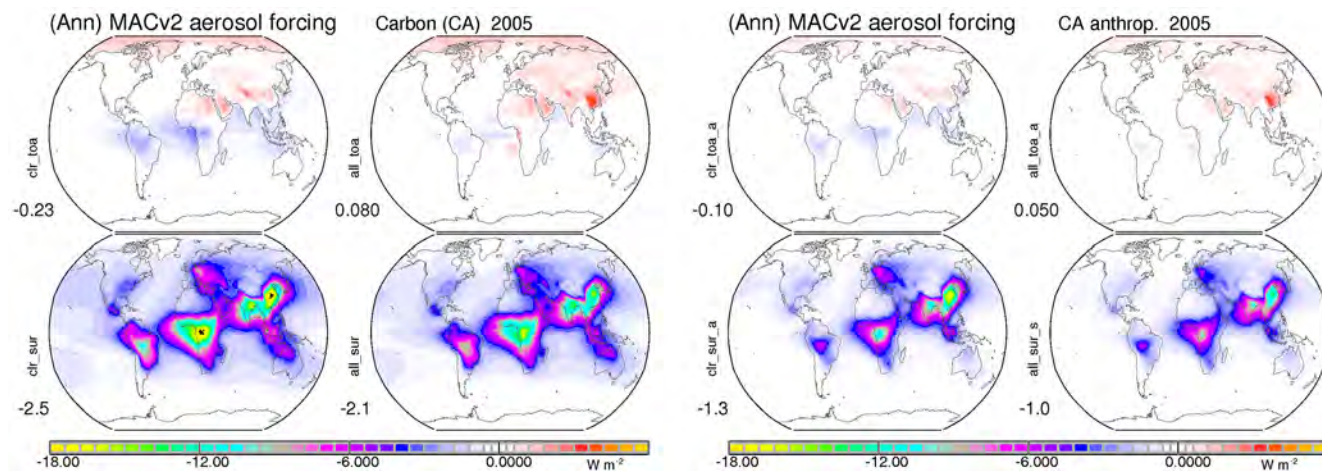 (Ann) MACv2 aerosol forcing Carbon (CA) 2005
clr_toa
-0.23
all_toa
0.080
clr_sur
-2.5
all_sur
-2.1
-18.00 -12.00 -6.000 0.0000 W m-2
(Ann) MACv2 aerosol forcing CA anthrop. 2005
clr_toa_a
-0.10
all_toa_a
0.050
clr_sur_a
-1.3
all_sur_s
-1.0
-18.00 -12.00 -6.000 0.0000 W m-2